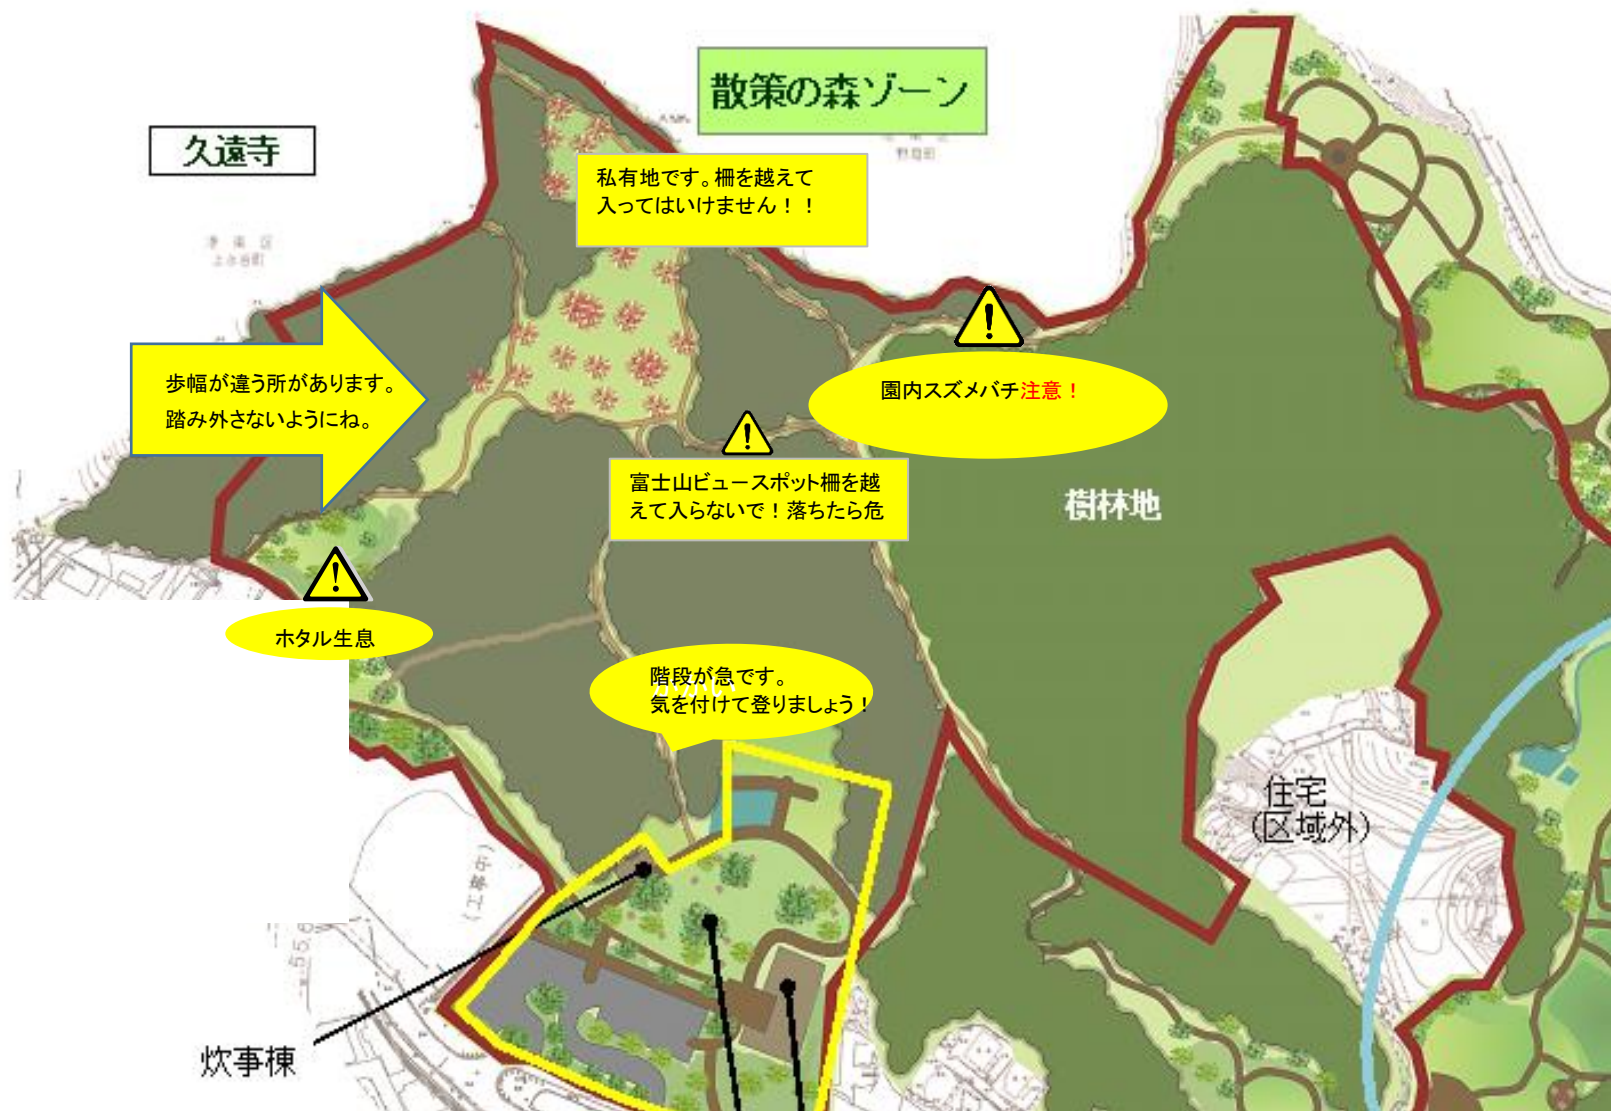 散策の森ゾーン
久遠寺
私有地です。柵を越えて
入ってはいけません！！
歩幅が違う所があります。
踏み外さないようにね。
園内スズメバチ注意！
富士山ビュースポット柵を越
えて入らないで！落ちたら危
樹林地
ホタル生息
階段が急です。
気を付けて登りましょう！
住宅
（区域外）
（工事中）
炊事棟